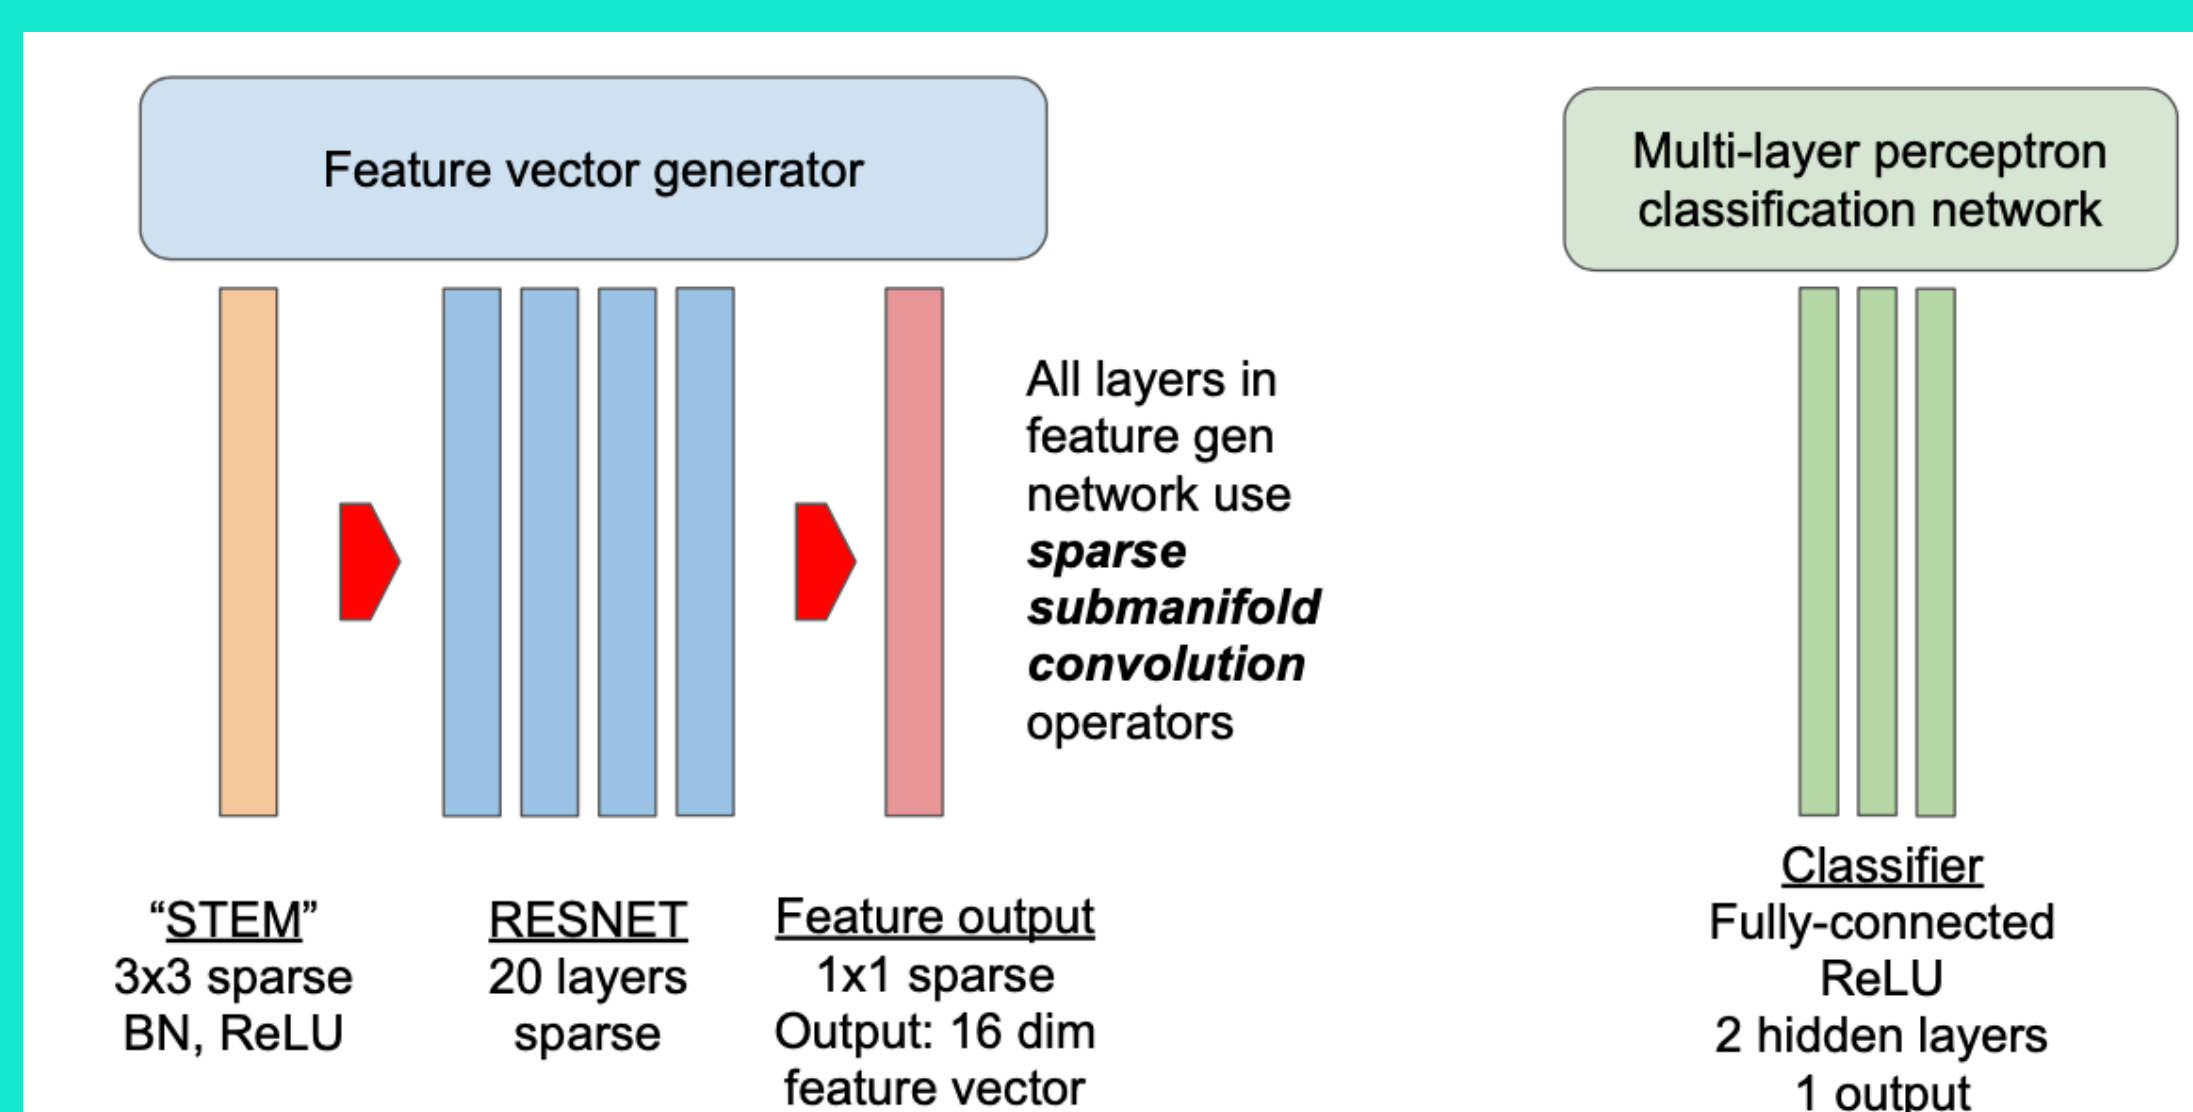 Feature vector generator
Multi-layer perceptron
classification network
All layers in
feature gen
network use
sparse
submanifold
convolution
operators
“STEM”
3x3 sparse
BN, ReLU
RESNET
20 layers
sparse
Feature output
1x1 sparse
Output: 16 dim
feature vector
Classifier
Fully-connected
ReLU
2 hidden layers
1 output